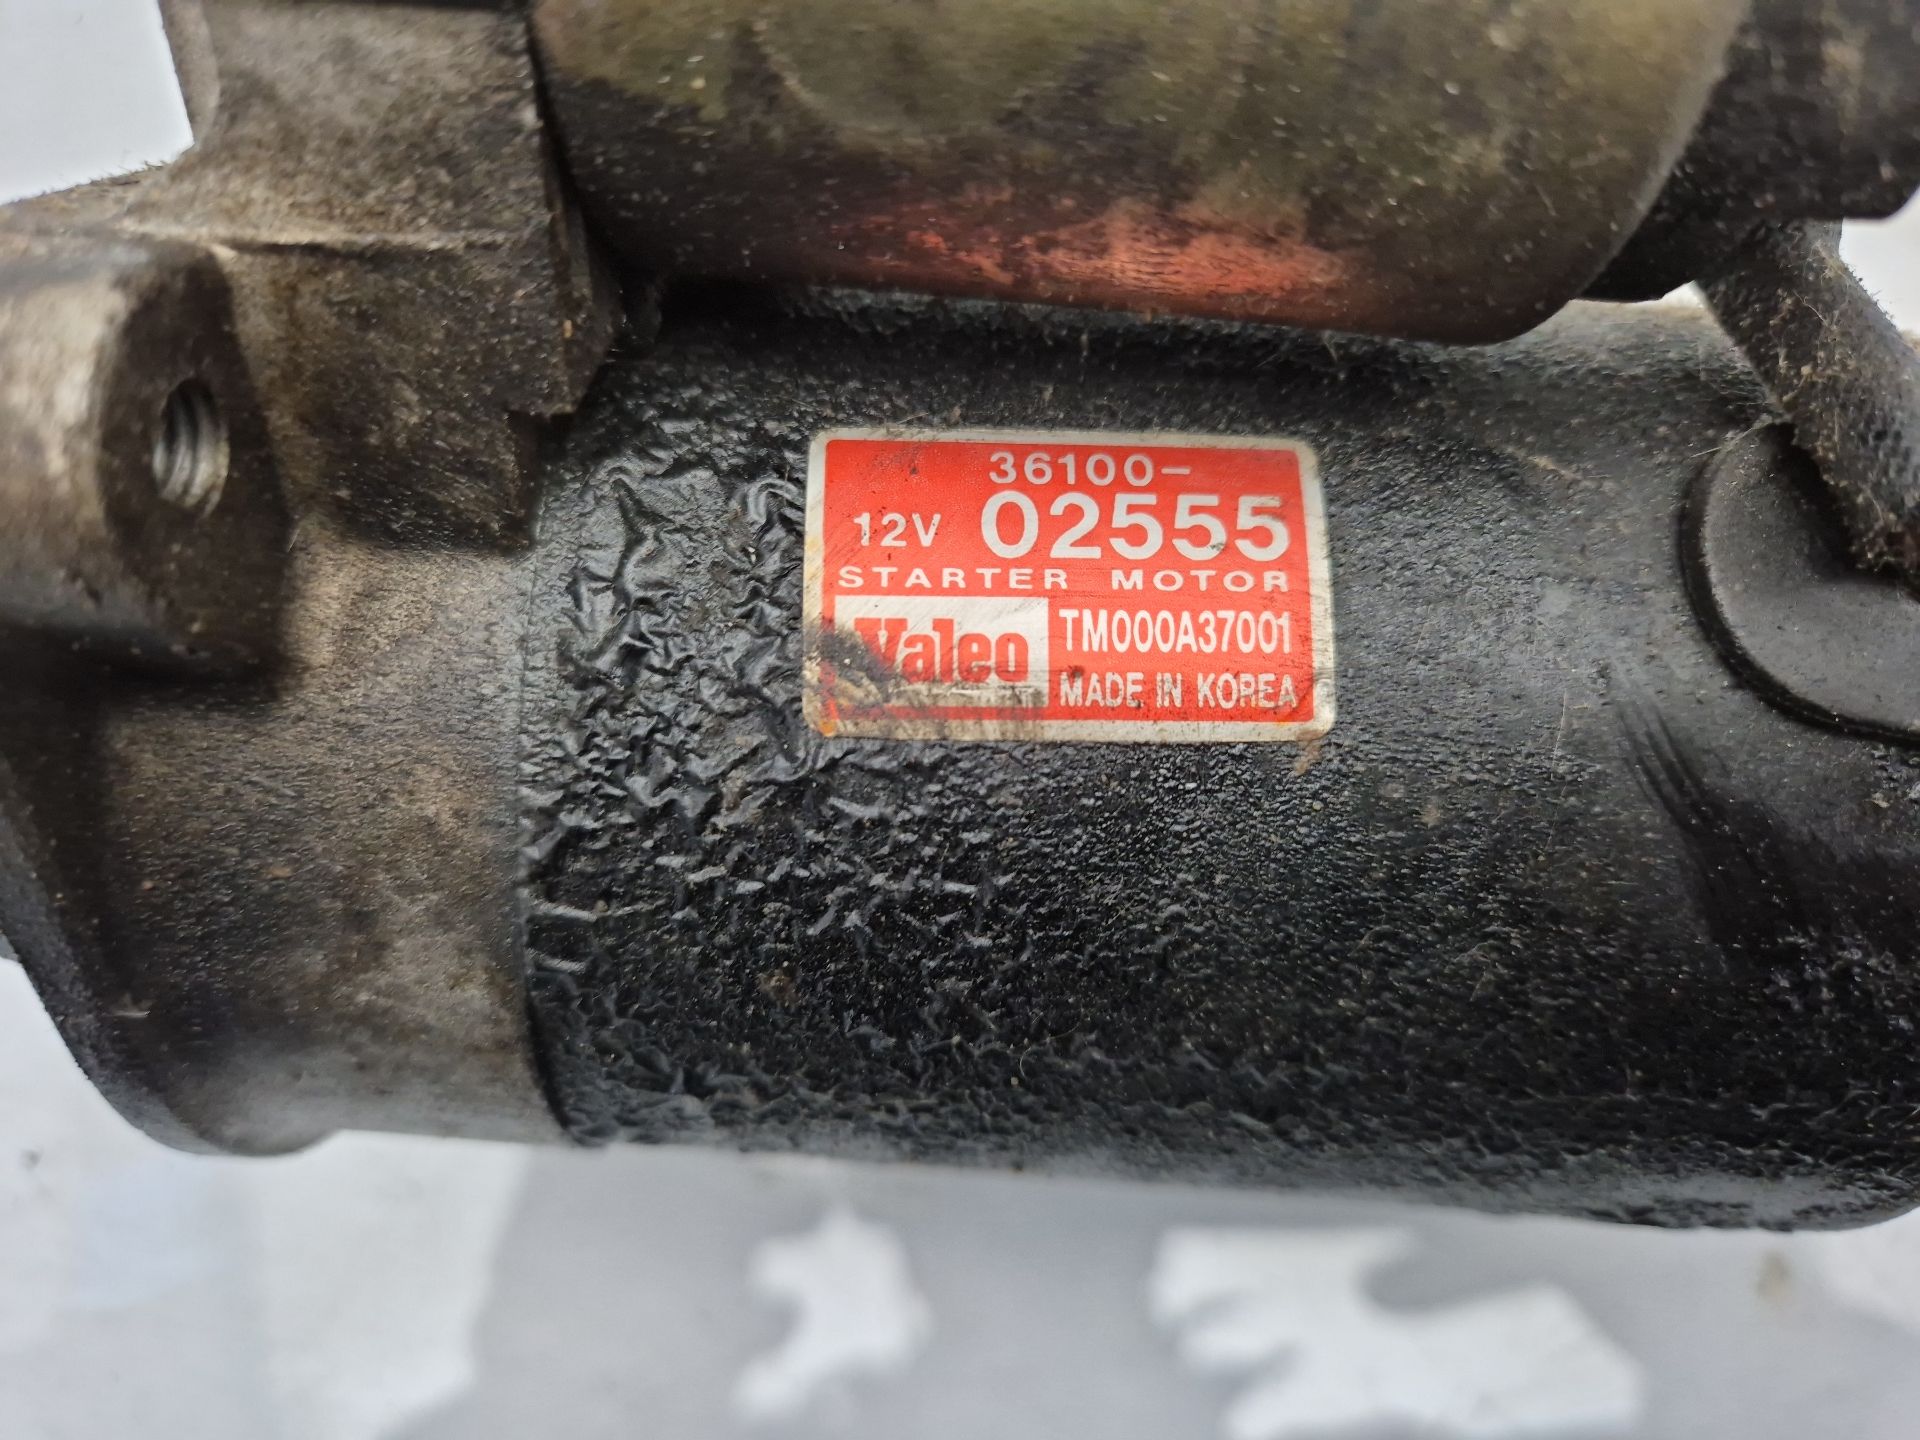 36100-
12V 02555
STARTER MOTOR
Valeo TM000A37001
MADE IN KOREA